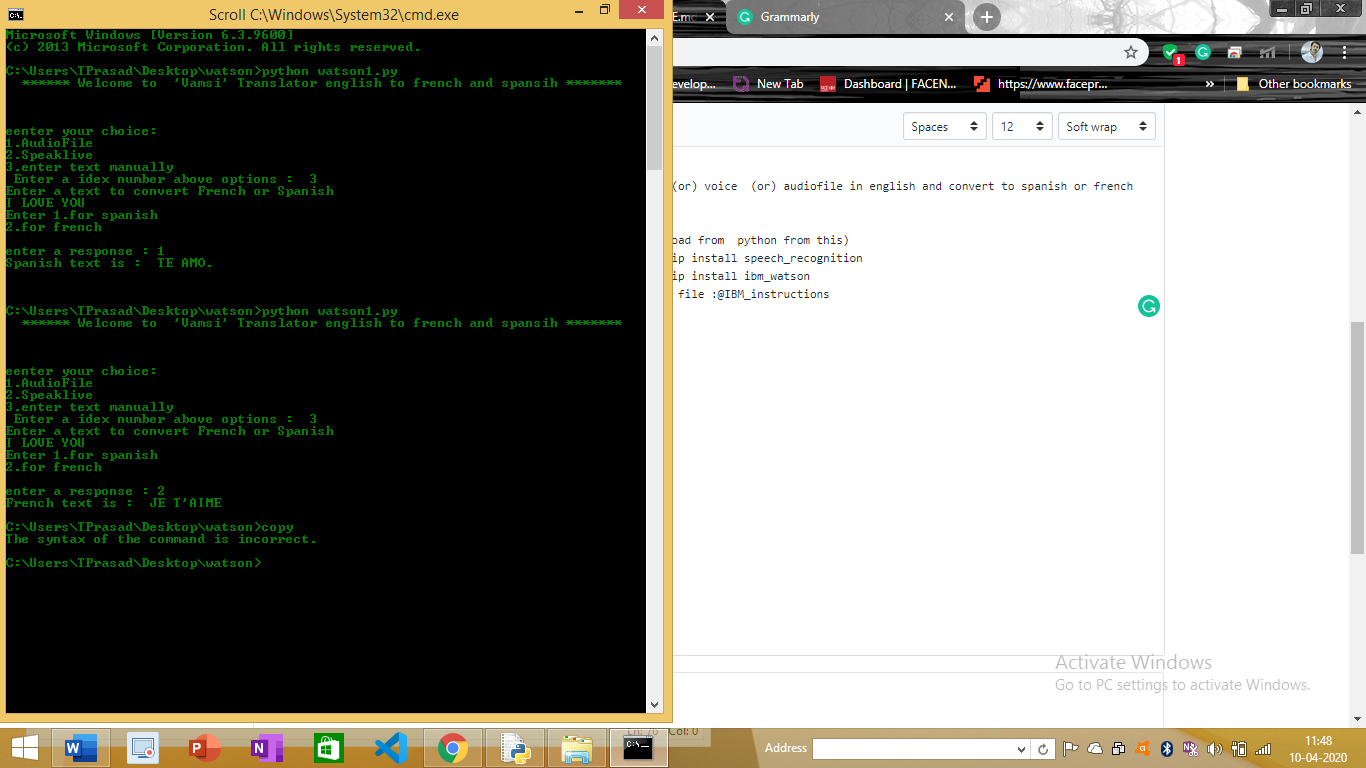 Scroll C:\Windows\System32\cmd.exe
Microsoft Windows [Version 6.3.9600]
(c) 2013 Microsoft Corporation. All rights reserved.
C:\Users\TPrasad\Desktop\watson>python watson1.py
****** Welcome to 'Vamsi' Translator english to french and spansih *******
eenter your choice:
1.AudioFile
2.Speaklive
3.enter text manually
Enter a idex number above options : 3
Enter a text to convert French or Spanish
I LOVE YOU
Enter 1.for spanish
2.for french
enter a response : 1
Spanish text is : TE AMO.
C:\Users\TPrasad\Desktop\watson>python watson1.py
****** Welcome to 'Vamsi' Translator english to french and spansih *******
eenter your choice:
1.AudioFile
2.Speaklive
3.enter text manually
Enter a idex number above options : 3
Enter a text to convert French or Spanish
I LOVE YOU
Enter 1.for spanish
2.for french
enter a response : 2
French text is : JE T'AIME
C:\Users\TPrasad\Desktop\watson>copy
The syntax of the command is incorrect.
C:\Users\TPrasad\Desktop\watson>
E.mc Grammarly
1
evelop... New Tab Dashboard | FACEN... https://www.facepr... » Other bookmarks
Spaces 12 Soft wrap
(or) voice (or) audiofile in english and convert to spanish or french
oad from python from this)
ip install speech_recognition
ip install ibm_watson
file :@IBM_instructions
Activate Windows
Go to PC settings to activate Windows.
Ln: 76 Col: 0
Address
11:48
10-04-2020